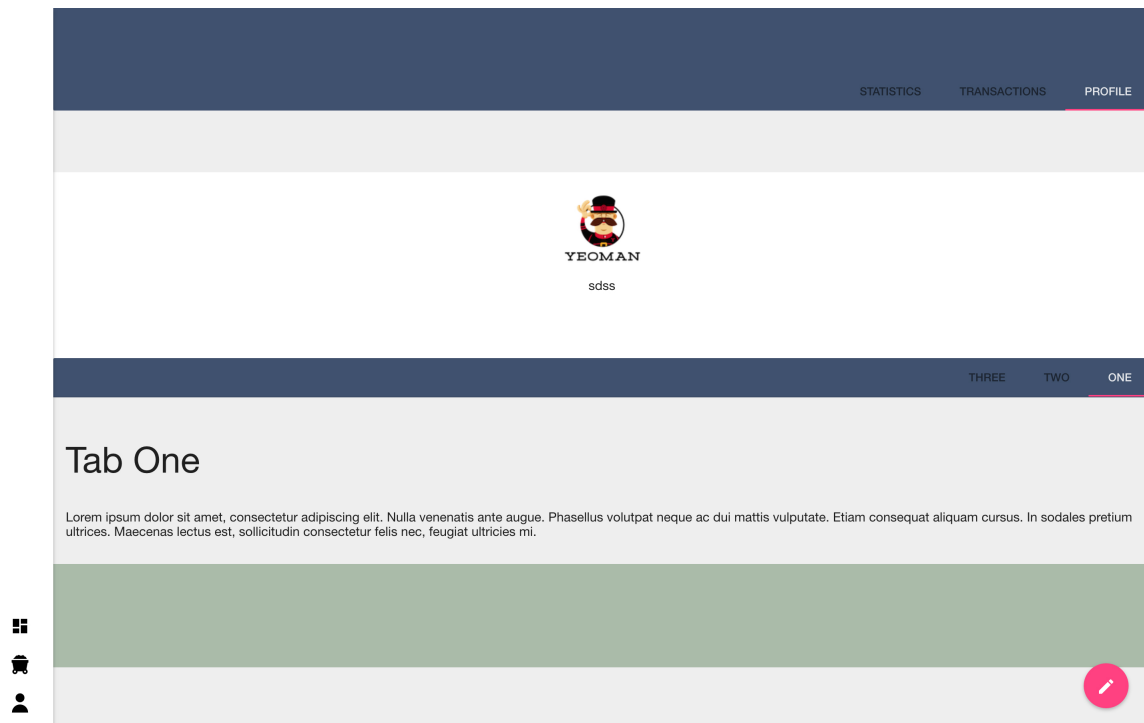 STATISTICS TRANSACTIONS PROFILE
YEOMAN
sdss
THREE TWO ONE
Tab One
Lorem ipsum dolor sit amet, consectetur adipiscing elit. Nulla venenatis ante augue. Phasellus volutpat neque ac dui mattis vulputate. Etiam consequat aliquam cursus. In sodales pretium
ultrices. Maecenas lectus est, sollicitudin consectetur felis nec, feugiat ultricies mi.